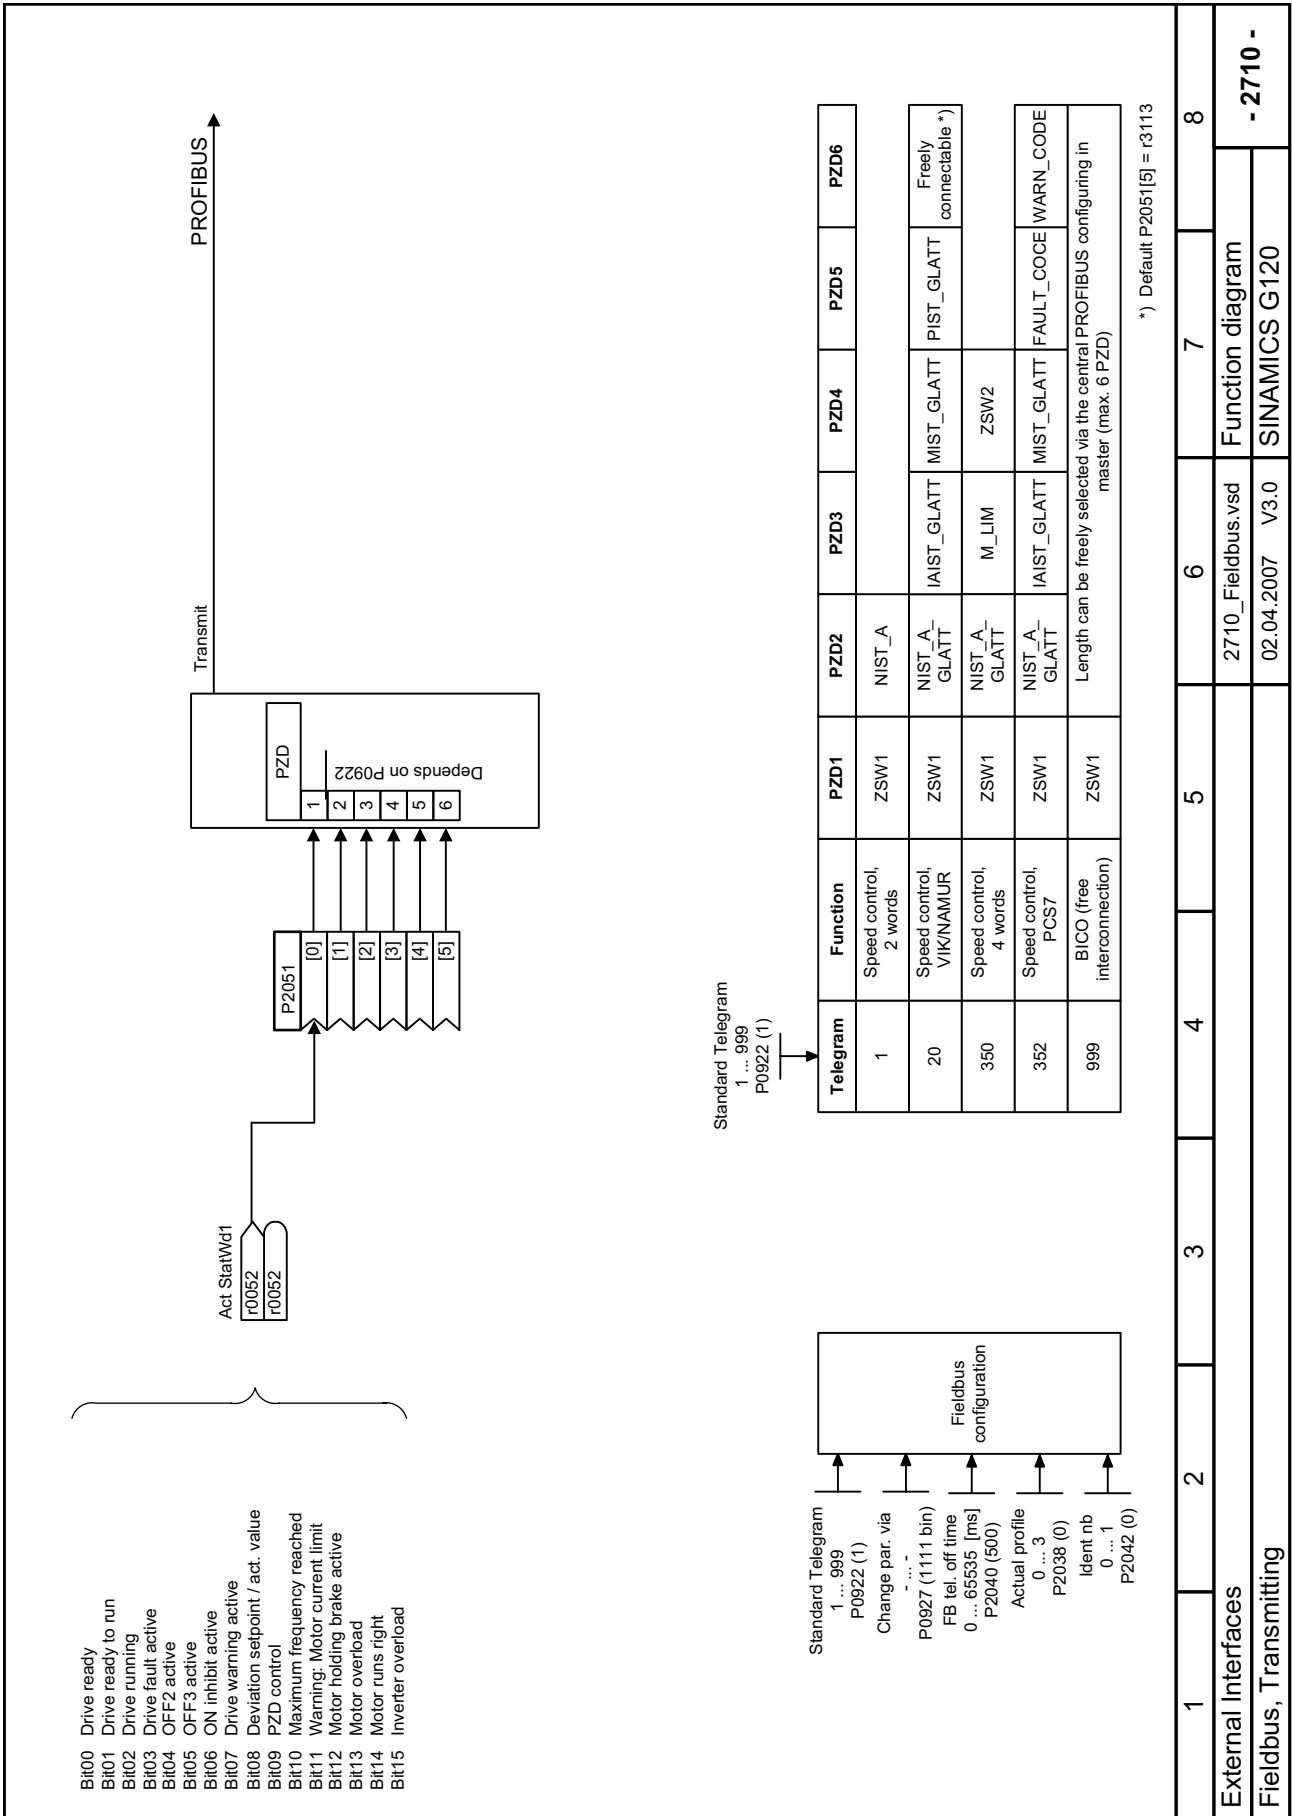 Bit00 Drive ready
Bit01 Drive ready to run
Bit02 Drive running
Bit03 Drive fault active
Bit04 OFF2 active
Bit05 OFF3 active
Bit06 ON inhibit active
Bit07 Drive warning active
Bit08 Deviation setpoint / act. value
Bit09 PZD control
Bit10 Maximum frequency reached
Bit11 Warning: Motor current limit
Bit12 Motor holding brake active
Bit13 Motor overload
Bit14 Motor runs right
Bit15 Inverter overload
Act StatWd1
r0052
r0052
P2051
[0]
[1]
[2]
[3]
[4]
[5]
PZD
1
2
3
4
5
6
Depends on P0922
Transmit
PROFIBUS
Standard Telegram
1 ... 999
P0922 (1)
Change par. via
- ... -
P0927 (1111 bin)
FB tel. off time
0 ... 65535 [ms]
P2040 (500)
Actual profile
0 ... 3
P2038 (0)
Ident nb
0 ... 1
P2042 (0)
Fieldbus
configuration
Standard Telegram
1 ... 999
P0922 (1)
Telegram Function PZD1 PZD2 PZD3 PZD4 PZD5 PZD6
1 Speed control, ZSW1 NIST_A
2 words
20 Speed control, ZSW1 NIST_A_ IAIST_GLATT MIST_GLATT PIST_GLATT Freely
VIK/NAMUR GLATT connectable *)
350 Speed control, ZSW1 NIST_A_ M_LIM ZSW2
4 words GLATT
352 Speed control, ZSW1 NIST_A_ IAIST_GLATT MIST_GLATT FAULT_COCE WARN_CODE
PCS7 GLATT
999 BICO (free ZSW1 Length can be freely selected via the central PROFIBUS configuring in
interconnection) master (max. 6 PZD)
*) Default P2051[5] = r3113
1 2 3 4 5 6 7 8
External Interfaces 2710_Fieldbus.vsd Function diagram - 2710 -
Fieldbus, Transmitting 02.04.2007 V3.0 SINAMICS G120